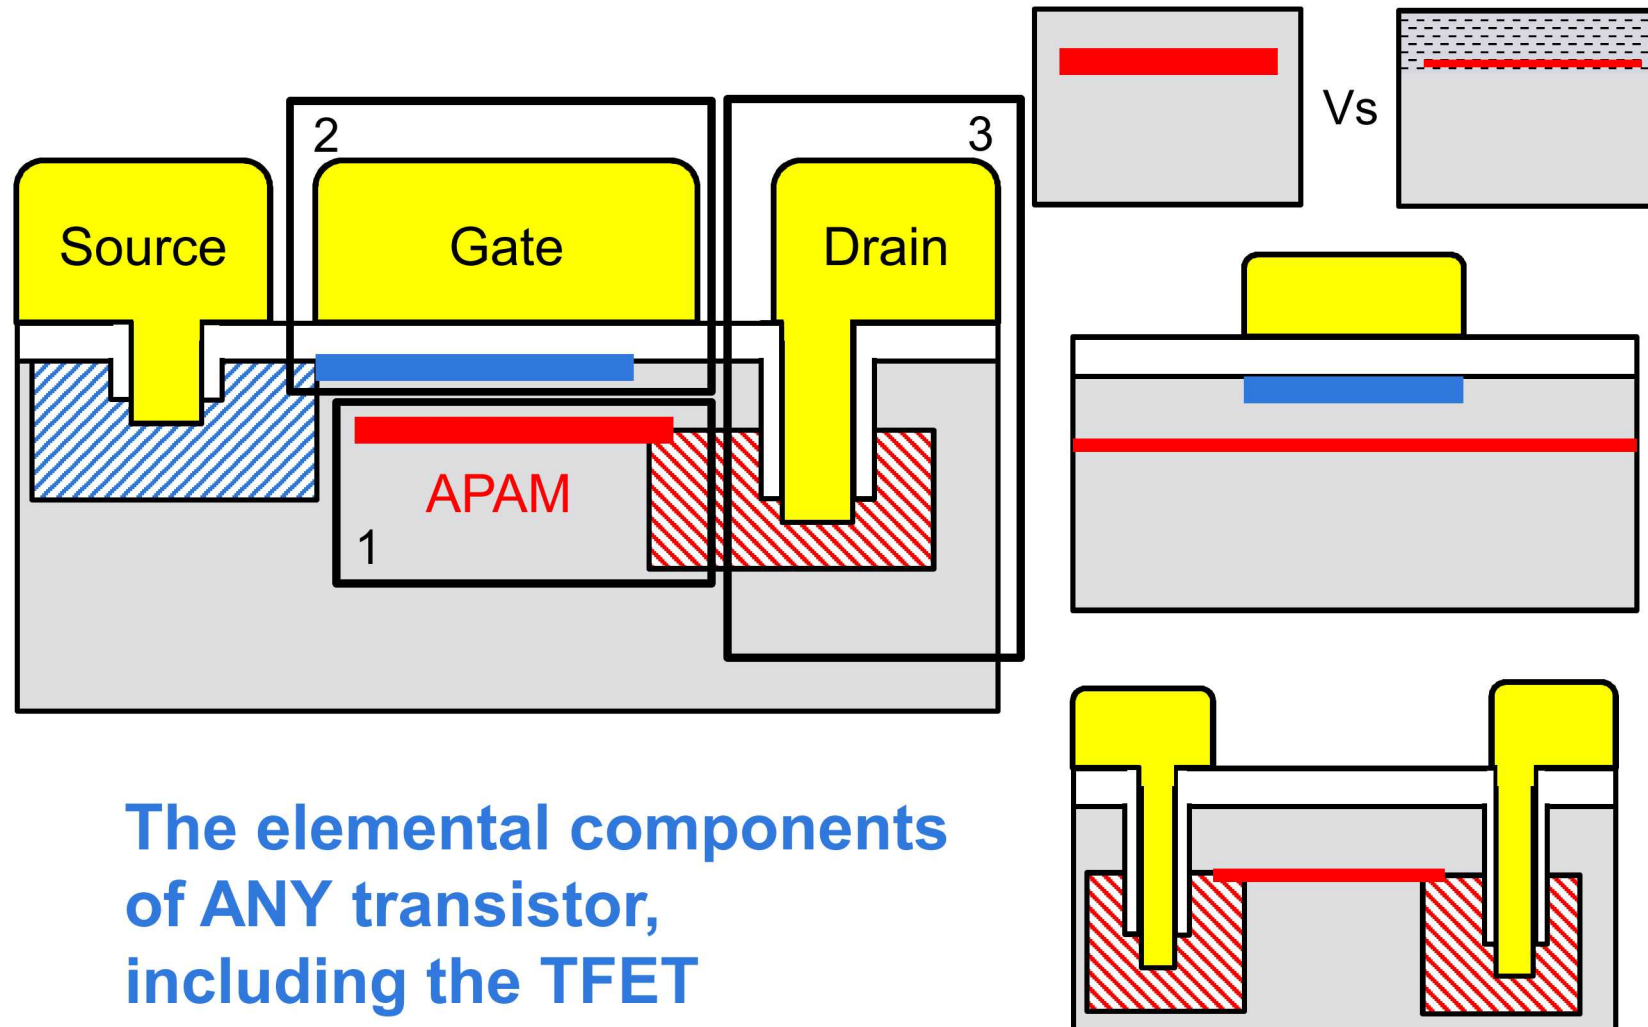 2
3
Source
Gate
Drain
Vs
APAM
1
The elemental components
of ANY transistor,
including the TFET